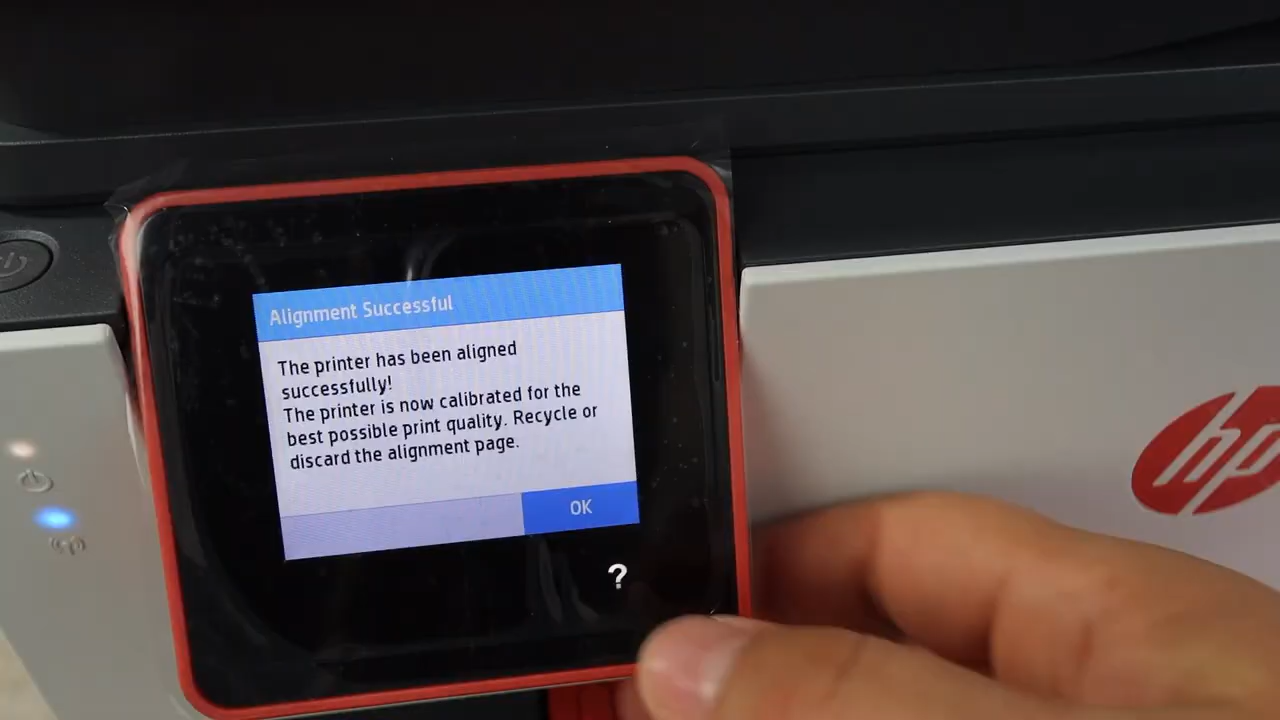 Alignment Successful
The printer has been aligned
successfully!
The printer is now calibrated for the
best possible print quality. Recycle or
discard the alignment page.
OK
?
hp